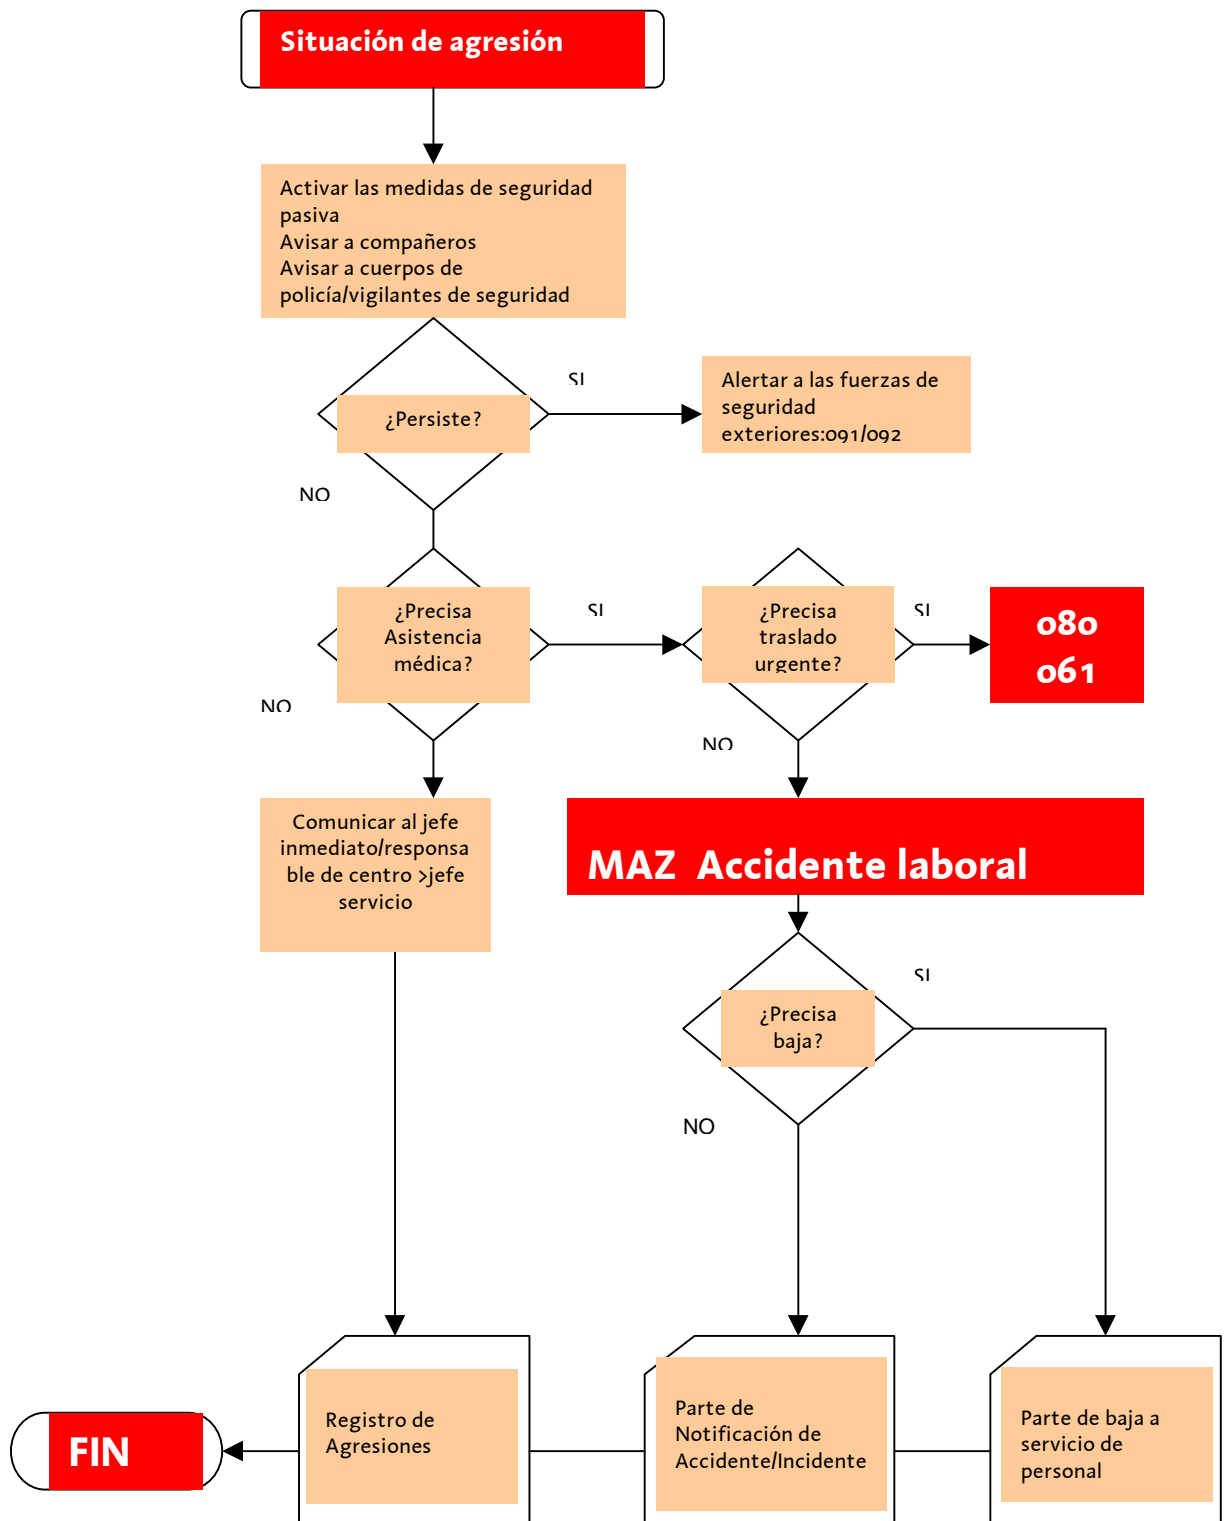 Situación de agresión
Activar las medidas de seguridad
pasiva
Avisar a compañeros
Avisar a cuerpos de
policía/vigilantes de seguridad
SI
¿Persiste?
Alertar a las fuerzas de
seguridad
exteriores:091/092
NO
¿Precisa
Asistencia
médica?
SI
¿Precisa
traslado
urgente?
SI
080
061
NO
NO
Comunicar al jefe
inmediato/responsa
ble de centro >jefe
servicio
MAZ Accidente laboral
SI
¿Precisa
baja?
NO
FIN
Registro de
Agresiones
Parte de
Notificación de
Accidente/Incidente
Parte de baja a
servicio de
personal